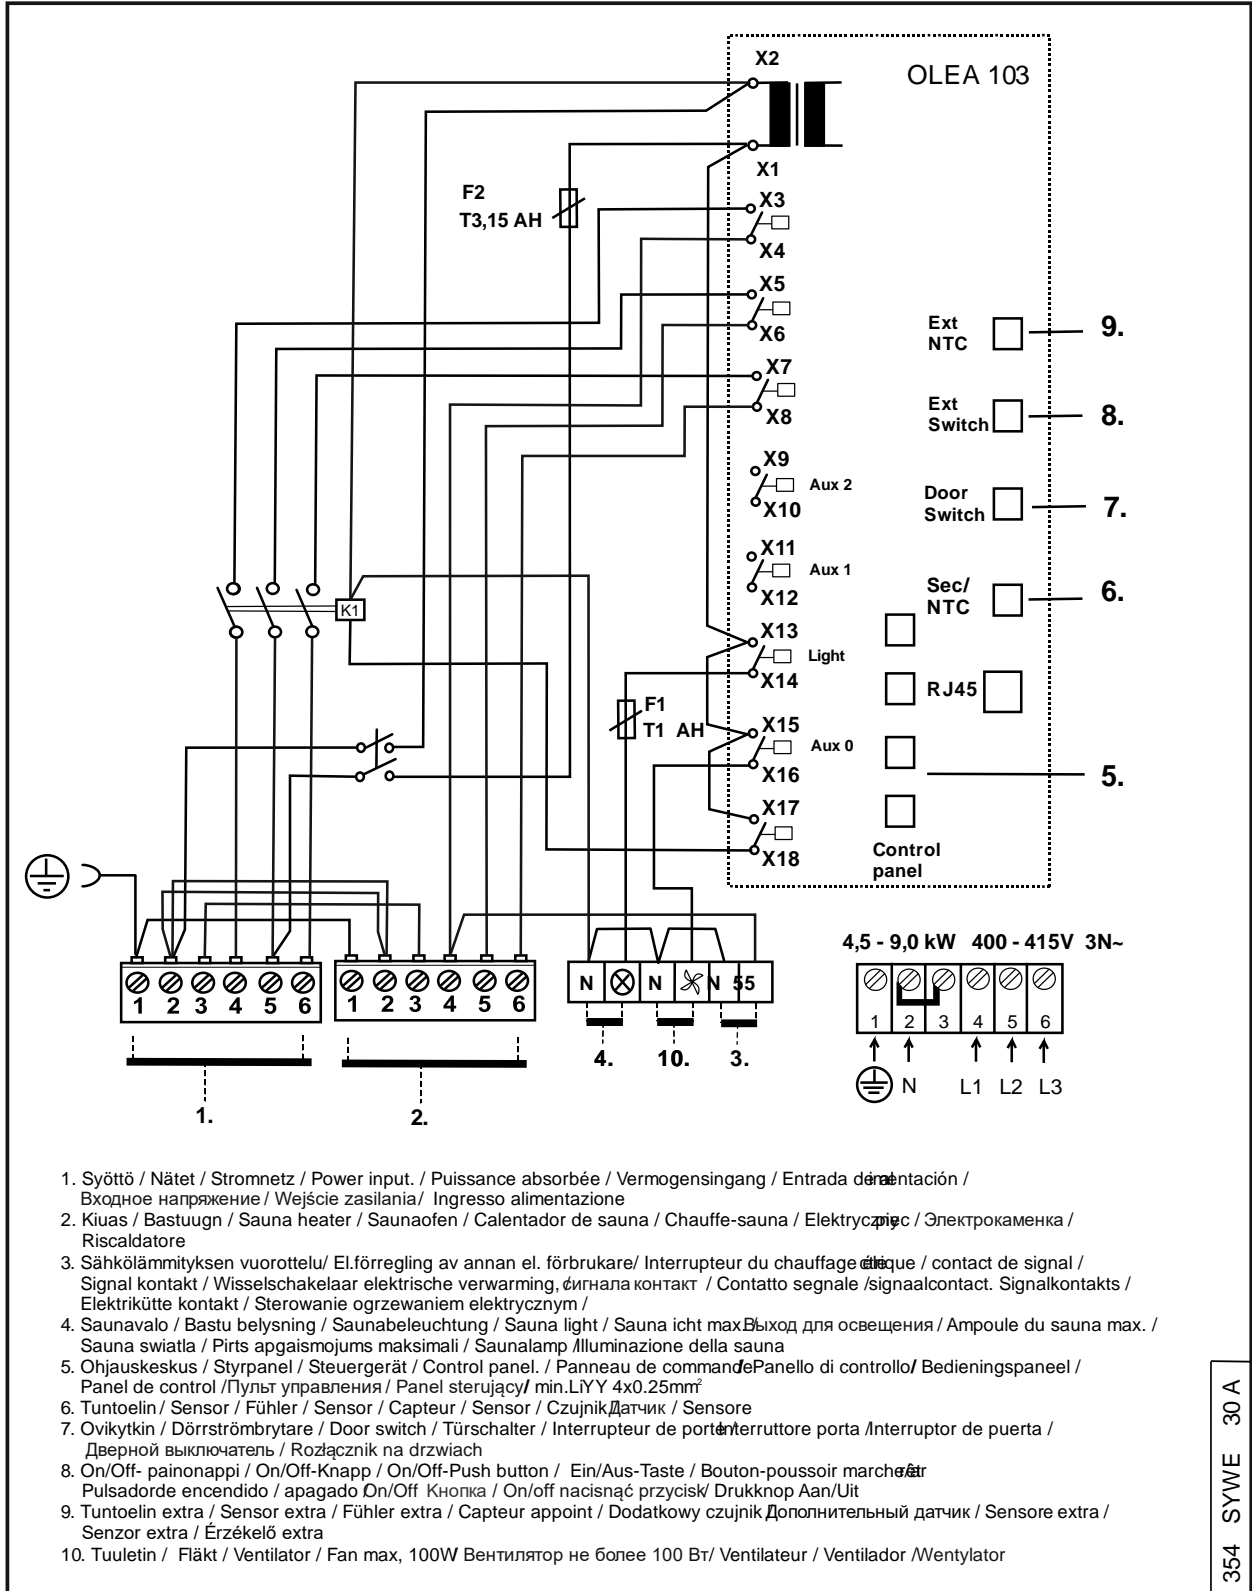 X2
OLEA 103
X1
F2
T3,15 AH
X3
X4
X5
X6
X7
X8
X9
Aux 2
X10
X11
Aux 1
X12
X13
Light
X14
X15
Aux 0
X16
X17
X18
Ext
NTC
9.
Ext
Switch
8.
Door
Switch
7.
Sec/
NTC
6.
RJ45
5.
Control
panel
K1
F1
T1 AH
1 2 3 4 5 6
1 2 3 4 5 6
N N N 55
1.
2.
4.
10.
3.
4,5 - 9,0 kW 400 - 415V 3N~
1 2 3 4 5 6
N L1 L2 L3
1. Syöttö / Nätet / Stromnetz / Power input. / Puissance absorbée / Vermogensingang / Entrada /
Входное напряжение / Wejście zasilania/ Ingresso alimentazione
2. Kiuas / Bastuugn / Sauna heater / Saunaofen / Calentador de sauna / Chauffe-sauna / / Электрокаменка /
Riscaldatore
3. Sähkölämmityksen vuorottelu/ El.förregling av annan el. förbrukare/ Interrupteur du chauffage / contact de signal /
Signal kontakt / Wisselschakelaar elektrische verwarming, контакт / Contatto segnale /signaalcontact. Signalkontakts /
Elektrikütte kontakt / Sterowanie ogrzewaniem elektrycznym /
4. Saunavalo / Bastu belysning / Saunabeleuchtung / Sauna light / Sauna icht max. Выход для освещения / Ampoule du sauna max. /
Sauna swiatla / Pirts apgaismojums maksimali / Saunalamp /Illuminazione della sauna
5. Ohjauskeskus / Styrpanel / Steuergerät / Control panel. / Panneau de commande/Panello di controllo/ Bedieningspaneel /
Panel de control /Пульт управления / Panel sterujący/ min.LiYY 4x0.25mm²
6. Tuntoelin / Sensor / Fühler / Sensor / Capteur / Sensor / Czujnik/Датчик / Sensore
7. Ovikytkin / Dörrströmbrytare / Door switch / Türschalter / Interrupteur de porte/Interruttore porta /Interruptor de puerta /
Дверной выключатель / Rozłącznik na drzwiach
8. On/Off- painonappi / On/Off-Knapp / On/Off-Push button / Ein/Aus-Taste / Bouton-poussoir
Pulsadorde encendido / apagado /On/Off Кнопка / On/off nacisnąć przycisk/ Drukknop Aan/Uit
9. Tuntoelin extra / Sensor extra / Fühler extra / Capteur appoint / Dodatkowy czujnik/Дополнительный датчик / Sensore extra /
Senzor extra / Érzékelő extra
10. Tuuletin / Fläkt / Ventilator / Fan max, 100W/ Вентилятор не более 100 Вт/ Ventilateur / Ventilador /Wentylator
354 SYWE 30 A